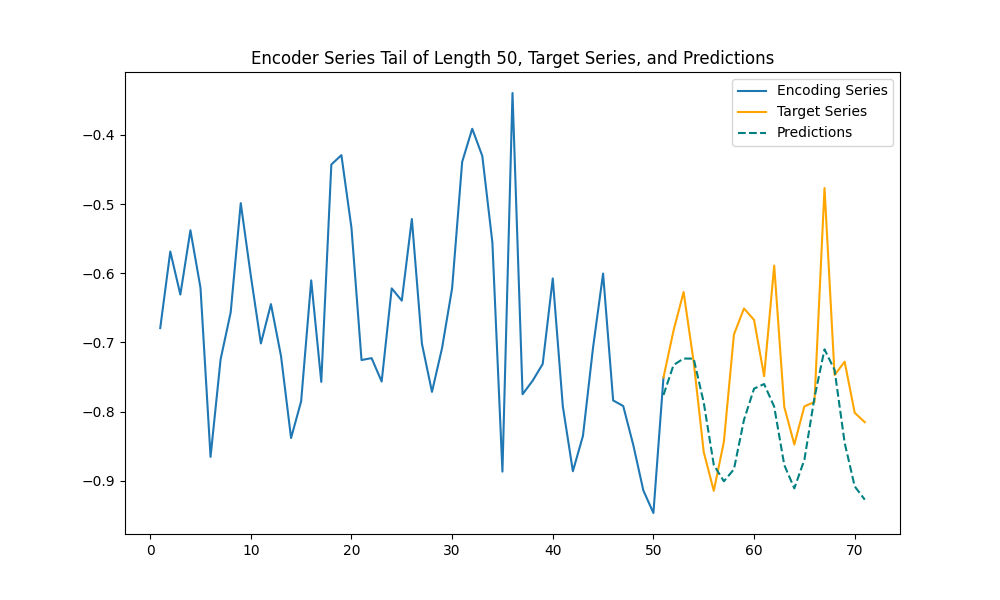 Encoder Series Tail of Length 50, Target Series, and Predictions
Encoding Series
Target Series
Predictions
−0.4
−0.5
−0.6
−0.7
−0.8
−0.9
0 10 20 30 40 50 60 70